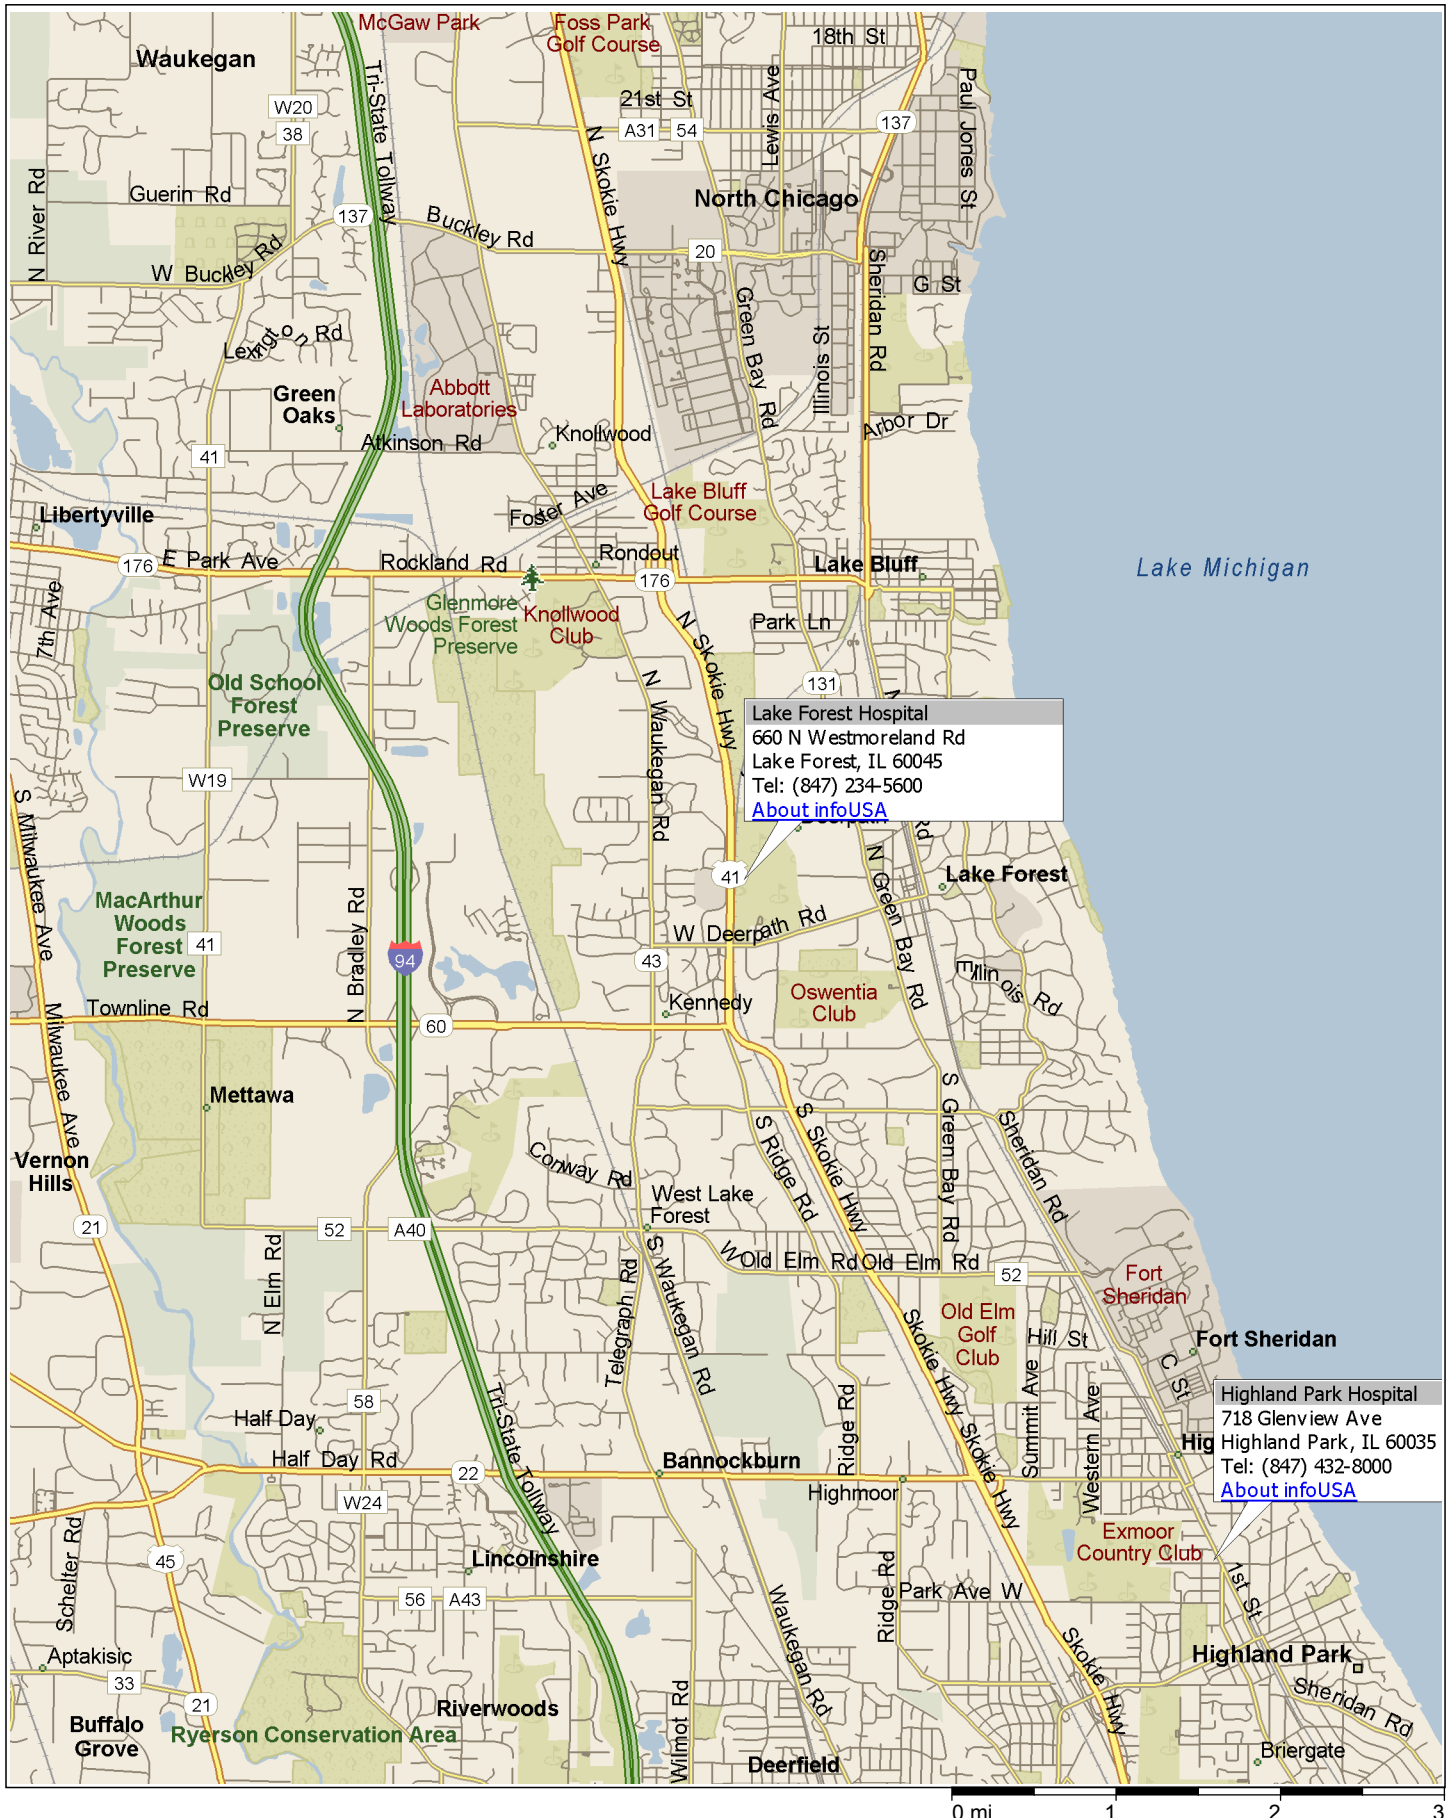 McGaw Park
Foss Park
Golf Course
18th St
Waukegan
Tri-State Tollway
W20
38
21st St
A31
54
Lewis Ave
137
Paul Jones St
N River Rd
Guerin Rd
N Skokie Hwy
North Chicago
137
Buckley Rd
20
W Buckley Rd
Sheridan Rd
G St
Green Bay Rd
Illinois St
Lexington Rd
Green
Oaks
Abbott
Laboratories
Arbor Dr
Atkinson Rd
Knollwood
41
Lake Bluff
Golf Course
Foster Ave
Libertyville
176
E Park Ave
Rockland Rd
Rondout
176
Lake Bluff
Lake Michigan
7th Ave
Glenmore
Woods Forest
Preserve
Knollwood
Club
Park Ln
N Skokie Hwy
Old School
Forest
Preserve
131
N
Rd
N Waukegan Rd
Lake Forest Hospital
660 N Westmoreland Rd
Lake Forest, IL 60045
Tel: (847) 234-5600
About infoUSA
W19
S Milwaukee Ave
Deerpath
N Green Bay Rd
41
Lake Forest
MacArthur
Woods
Forest
Preserve
41
N Bradley Rd
W Deerpath Rd
94
43
Illinois Rd
Oswentia
Club
Kennedy
Townline Rd
60
Milwaukee Ave
Mettawa
S Green Bay Rd
S Ridge Rd
S Skokie Hwy
Sheridan Rd
Vernon
Hills
Conway Rd
West Lake
Forest
21
52
A40
N Elm Rd
W Old Elm Rd
Old Elm Rd
52
Fort
Sheridan
Telegraph Rd
S Waukegan Rd
Old Elm
Golf
Club
Hill St
Fort Sheridan
Skokie Hwy
C St
Summit Ave
Western Ave
Ridge Rd
Tri-State Tollway
58
Half Day
Highland Park Hospital
718 Glenview Ave
Highland Park, IL 60035
Tel: (847) 432-8000
About infoUSA
Hig
Half Day Rd
22
Bannockburn
Skokie Hwy
Highmoor
W24
Exmoor
Country Club
Schelter Rd
45
Lincolnshire
1st St
56
A43
Ridge Rd
Park Ave W
Waukegan Rd
Aptakisic
33
21
Skokie Hwy
Highland Park
Sheridan Rd
Riverwoods
Buffalo
Grove
Ryerson Conservation Area
Wilmot Rd
Deerfield
Briergate
0 mi
1
2
3